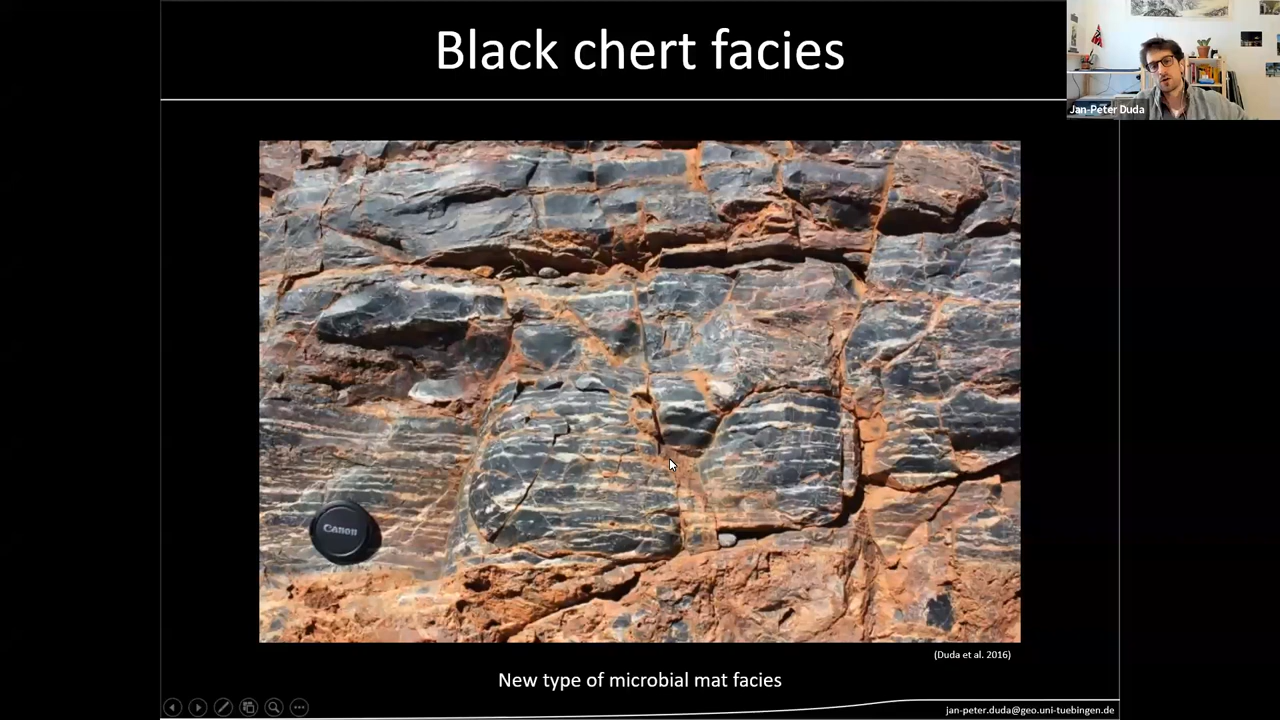 Black chert facies
Jan-Peter Duda
CANON
(Duda et al. 2016)
New type of microbial mat facies
jan-peter.duda@geo.uni-tuebingen.de